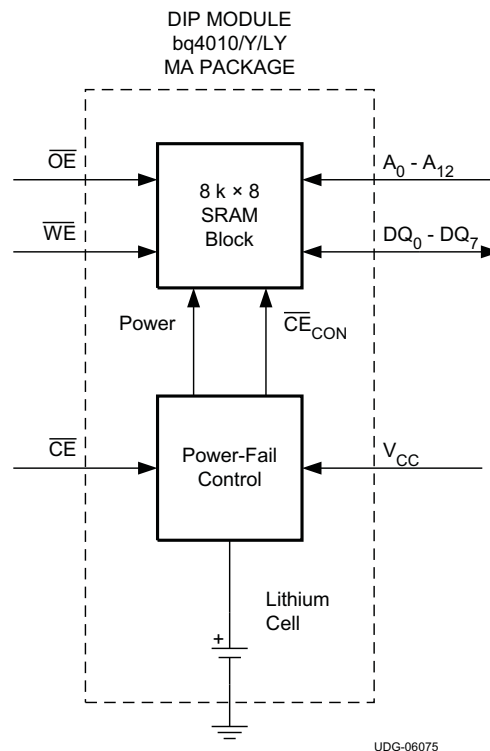 DIP MODULE
bq4010/Y/LY
MA PACKAGE
OE
A0 - A12
8 k × 8
SRAM
Block
WE
DQ0 - DQ7
Power
CECON
CE
Power-Fail
Control
VCC
Lithium
Cell
+
UDG-06075